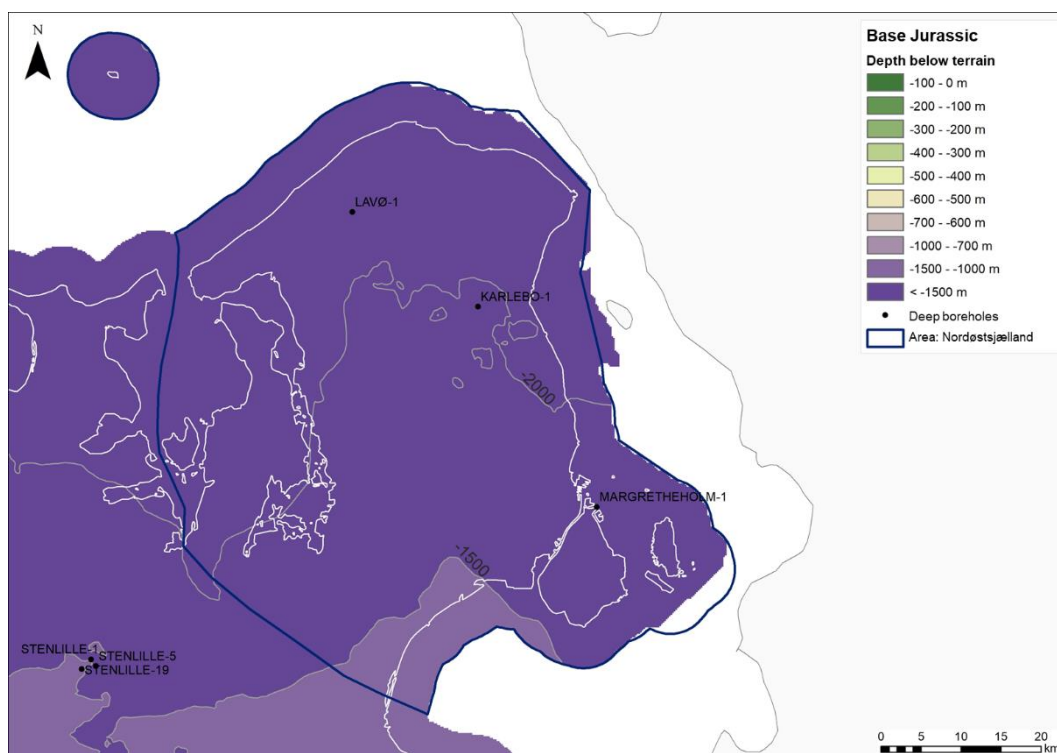 N
LAVØ-1
KARLEBO-1
-2000
MARGRETHEHOLM-1
-1500
STENLILLE-1
STENLILLE-5
STENLILLE-19
Base Jurassic
Depth below terrain
-100 - 0 m
-200 - -100 m
-300 - -200 m
-400 - -300 m
-500 - -400 m
-600 - -500 m
-700 - -600 m
-1000 - -700 m
-1500 - -1000 m
< -1500 m
Deep boreholes
Area: Nordøstsjælland
0 5 10 15 20
km